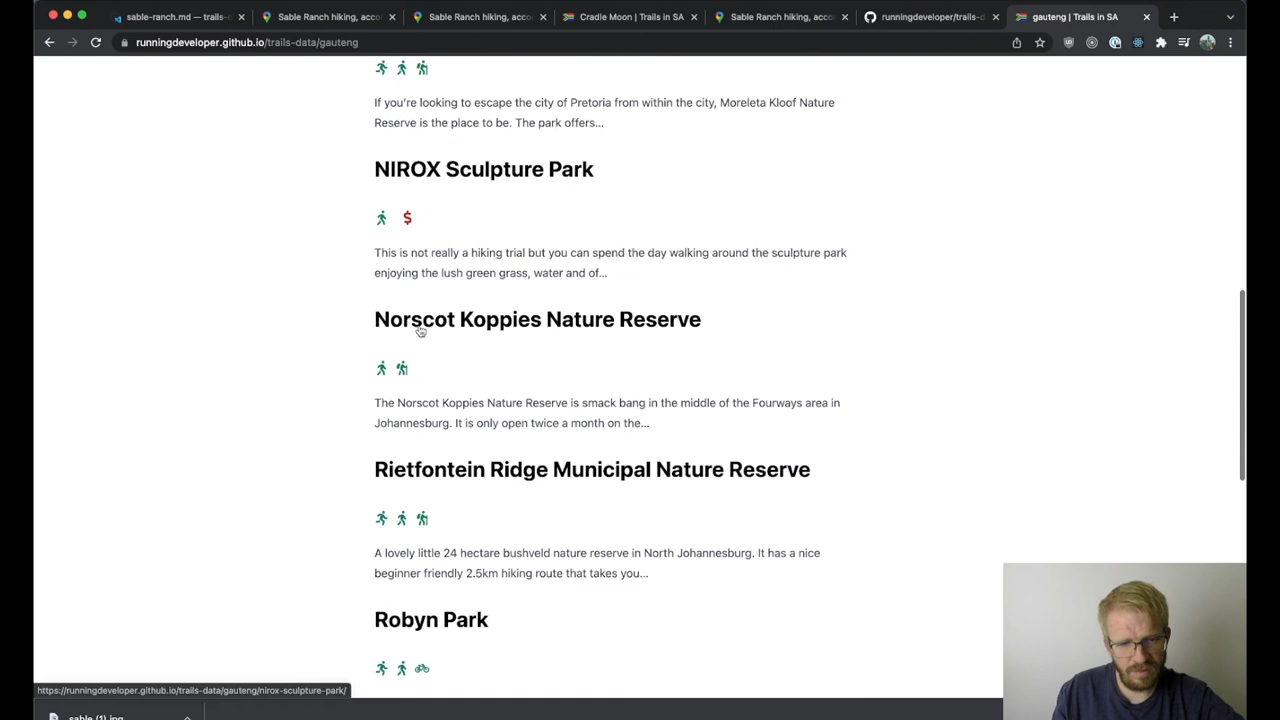 sable-ranch.md — trails-d
Sable Ranch hiking, acco
Sable Ranch hiking, acco
Cradle Moon | Trails in SA
Sable Ranch hiking, acco
runningdeveloper/trails-d
gauteng | Trails in SA
runningdeveloper.github.io/trails-data/gauteng
If you're looking to escape the city of Pretoria from within the city, Moreleta Kloof Nature
Reserve is the place to be. The park offers...
NIROX Sculpture Park
$
This is not really a hiking trial but you can spend the day walking around the sculpture park
enjoying the lush green grass, water and of...
Norscot Koppies Nature Reserve
The Norscot Koppies Nature Reserve is smack bang in the middle of the Fourways area in
Johannesburg. It is only open twice a month on the...
Rietfontein Ridge Municipal Nature Reserve
A lovely little 24 hectare bushveld nature reserve in North Johannesburg. It has a nice
beginner friendly 2.5km hiking route that takes you...
Robyn Park
https://runningdeveloper.github.io/trails-data/gauteng/nirox-sculpture-park/
sable (1).jpg